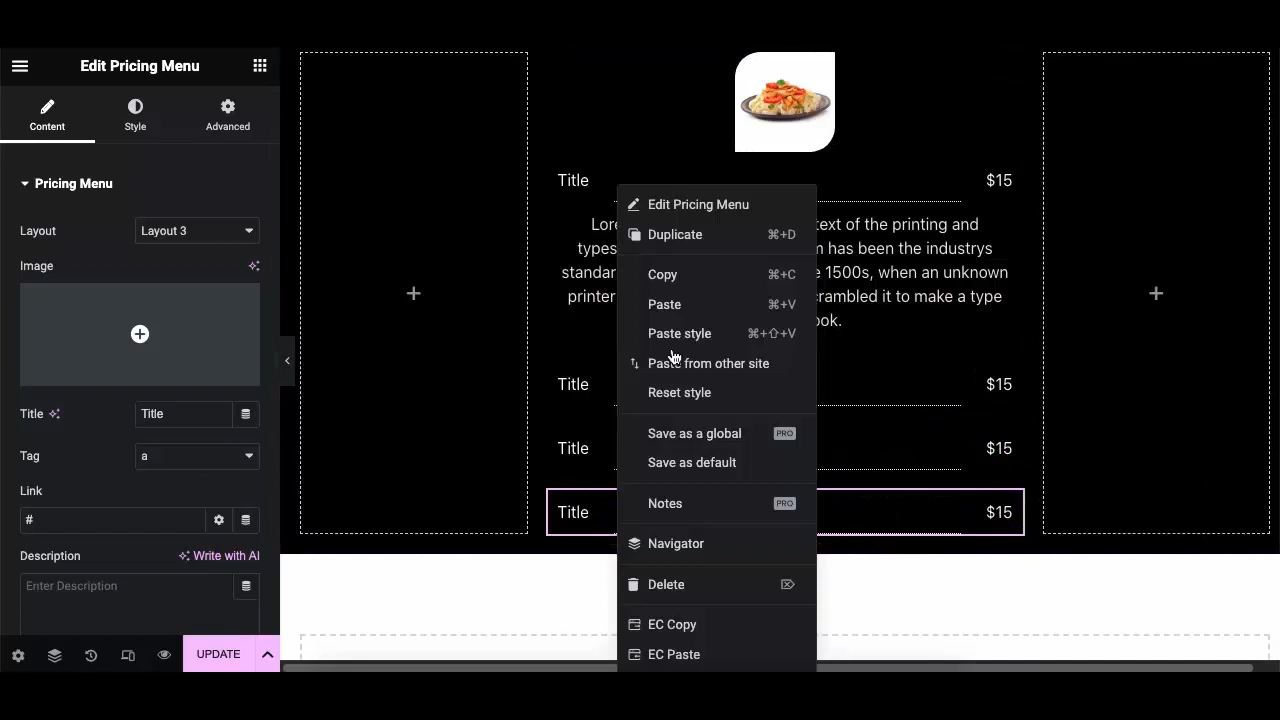 Edit Pricing Menu
Content
Style
Advanced
Pricing Menu
Layout
Layout 3
Image
Title
Title
Tag
a
Link
#
Description
Write with AI
Enter Description
UPDATE
Title $15
Lore text of the printing and
types m has been the industrys
standar e 1500s, when an unknown
printer crambled it to make a type
ook.
Title $15
Title $15
Title $15
Edit Pricing Menu
Duplicate ⌘+D
Copy ⌘+C
Paste ⌘+V
Paste style ⌘+⇧+V
Paste from other site
Reset style
Save as a global PRO
Save as default
Notes PRO
Navigator
Delete ⌦
EC Copy
EC Paste